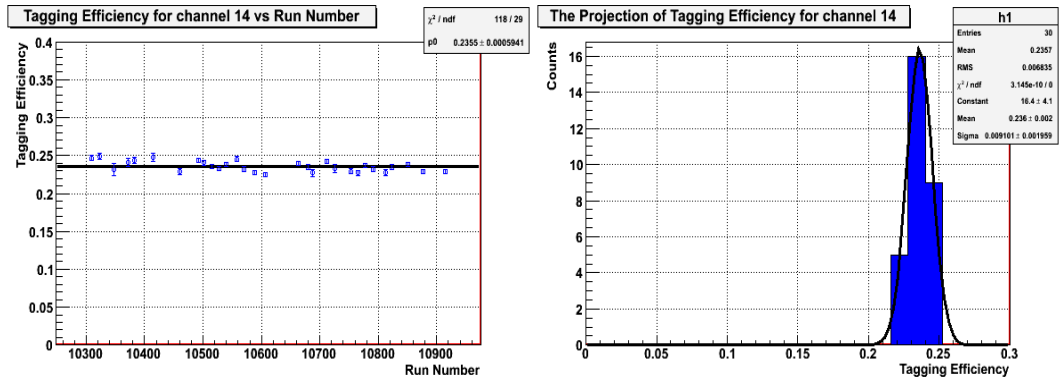 Tagging Efficiency for channel 14 vs Run Number
χ² / ndf 118 / 29
p0 0.2355 ± 0.0005941
Tagging Efficiency
0.4
0.35
0.3
0.25
0.2
0.15
0.1
0.05
0
10300 10400 10500 10600 10700 10800 10900
Run Number
The Projection of Tagging Efficiency for channel 14
h1
Entries 30
Mean 0.2357
RMS 0.006835
χ² / ndf 3.145e-10 / 0
Constant 16.4 ± 4.1
Mean 0.236 ± 0.002
Sigma 0.009101 ± 0.001959
Counts
16
14
12
10
8
6
4
2
0
0 0.05 0.1 0.15 0.2 0.25 0.3
Tagging Efficiency